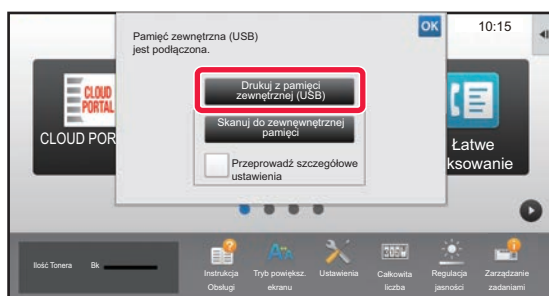 Pamięć zewnętrzna (USB)
jest podłączona.
OK
10:15
Drukuj z pamięci
zewnętrznej (USB)
Skanuj do zewnęwnętrznej
pamięci
Przeprowadź szczegółowe
ustawienia
CLOUD
PORTAL
CLOUD POR
Łatwe
ksowanie
Ilość Tonera Bk
Instrukcja
Obsługi
Tryb powiększ.
ekranu
Ustawienia
Całkowita
liczba
Regulacja
jasności
Zarządzanie
zadaniami